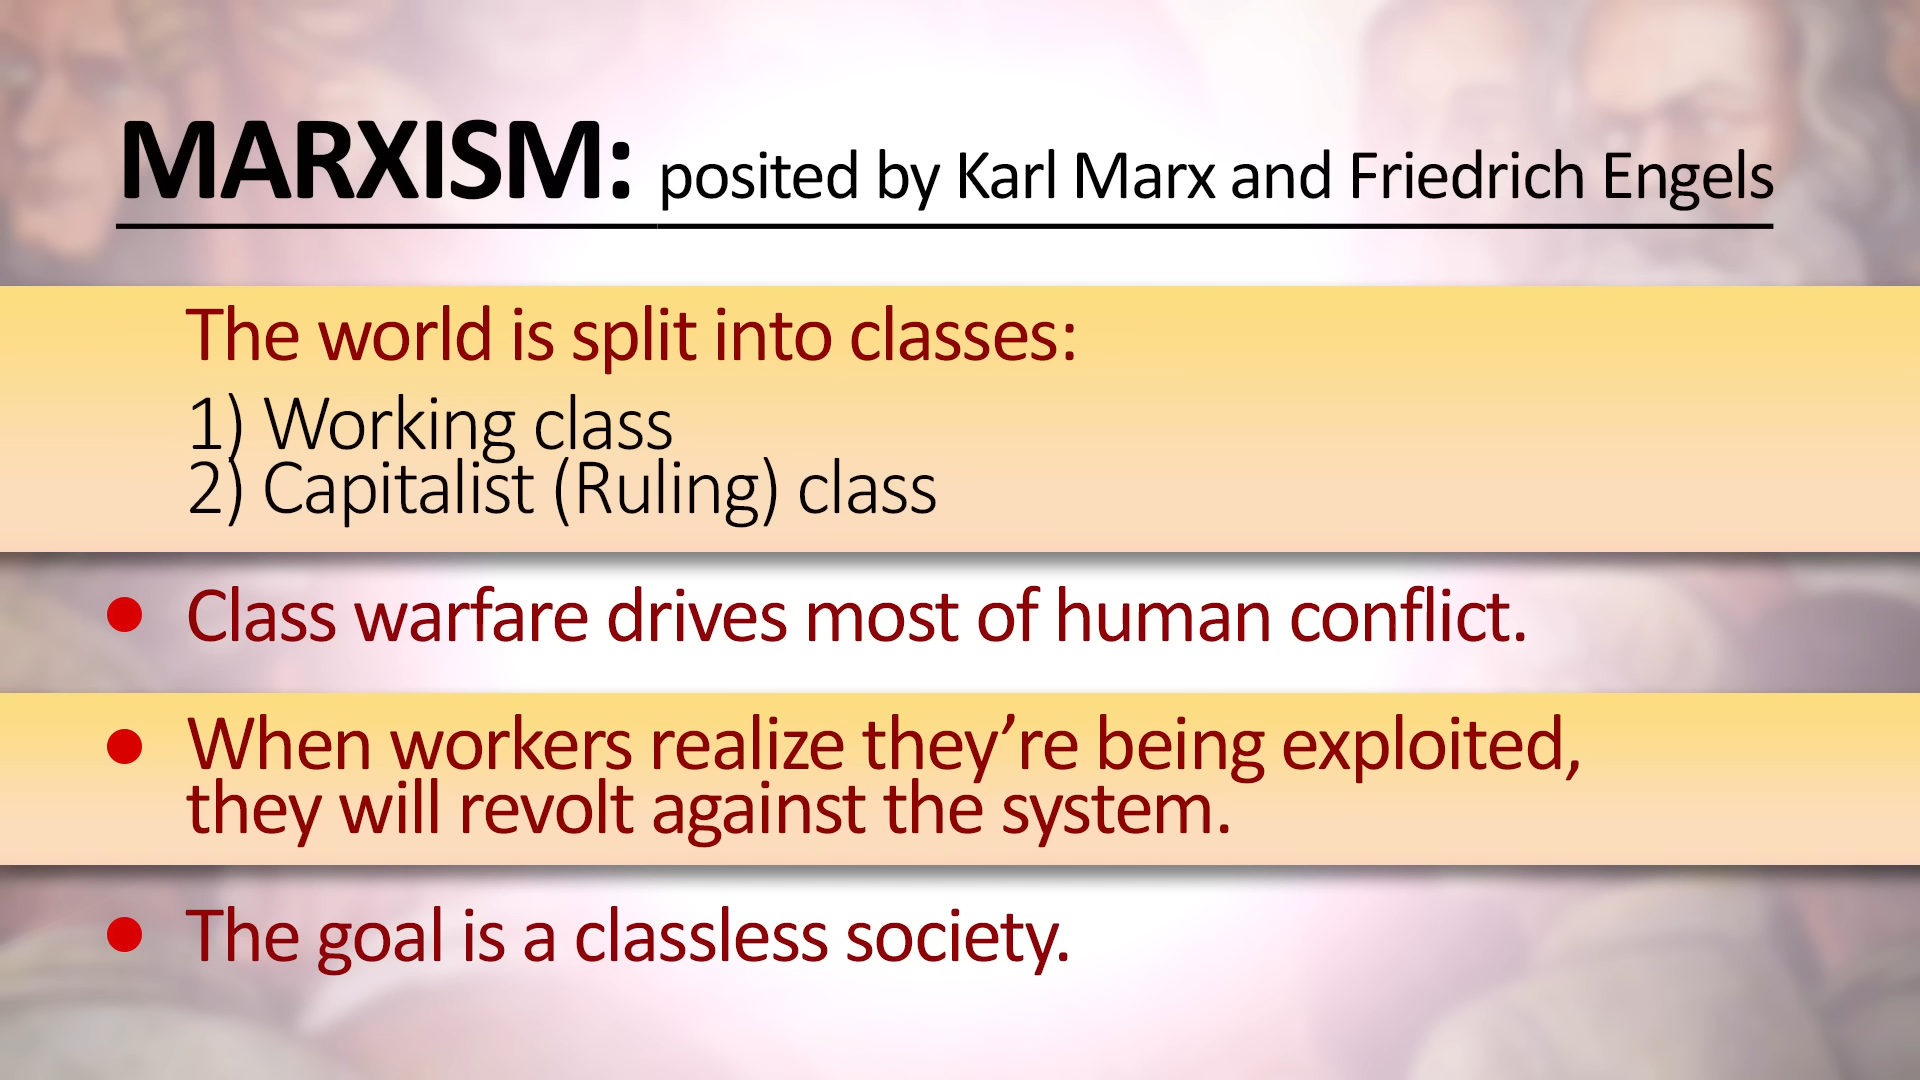 MARXISM: posited by Karl Marx and Friedrich Engels
The world is split into classes:
1) Working class
2) Capitalist (Ruling) class
● Class warfare drives most of human conflict.
● When workers realize they’re being exploited,
they will revolt against the system.
● The goal is a classless society.